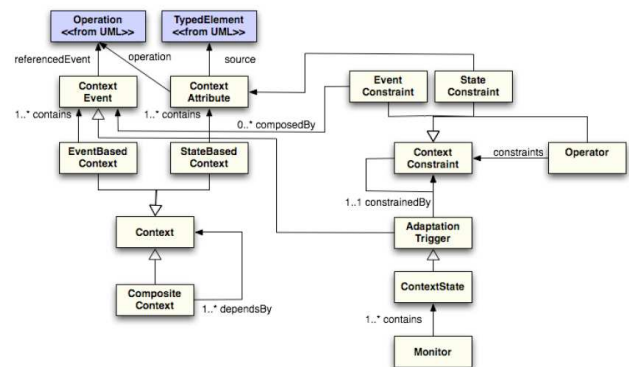 Operation
<<from UML>>
TypedElement
<<from UML>>
referencedEvent
operation
source
Context
Event
Context
Attribute
Event
Constraint
State
Constraint
1..* contains
1..* contains
0..* composedBy
EventBased
Context
StateBased
Context
Context
Constraint
constraints
Operator
1..1 constrainedBy
Context
Adaptation
Trigger
Composite
Context
1..* dependsBy
ContextState
1..* contains
Monitor